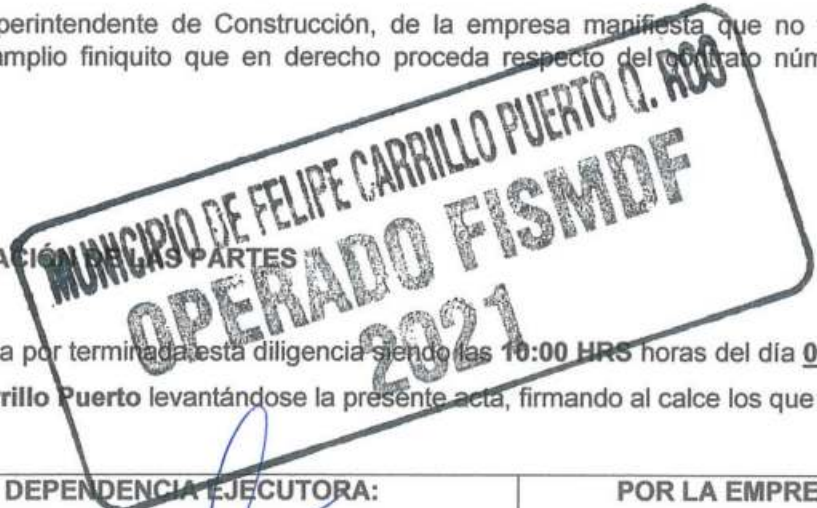 perintendente de Construcción, de la empresa manifiesta que no
amplio finiquito que en derecho proceda respecto del contrato núm
MUNICIPIO DE FELIPE CARRILLO PUERTO Q. ROO
OPERADO FISMDF
2021
ACIÓN DE LAS PARTES
a por terminada esta diligencia siendo las 10:00 HRS horas del día 0
rrillo Puerto levantándose la presente acta, firmando al calce los que
DEPENDENCIA EJECUTORA:
POR LA EMPRE